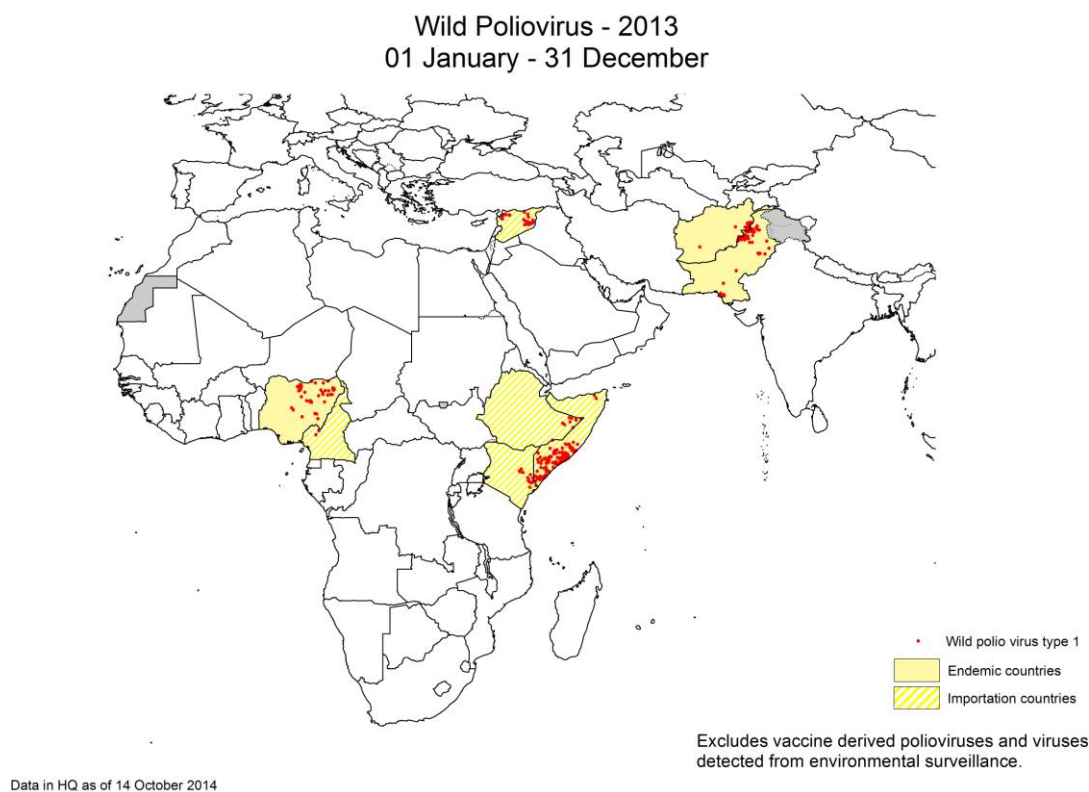 Wild Poliovirus - 2013
01 January - 31 December
Wild polio virus type 1
Endemic countries
Importation countries
Excludes vaccine derived polioviruses and viruses
detected from environmental surveillance.
Data in HQ as of 14 October 2014